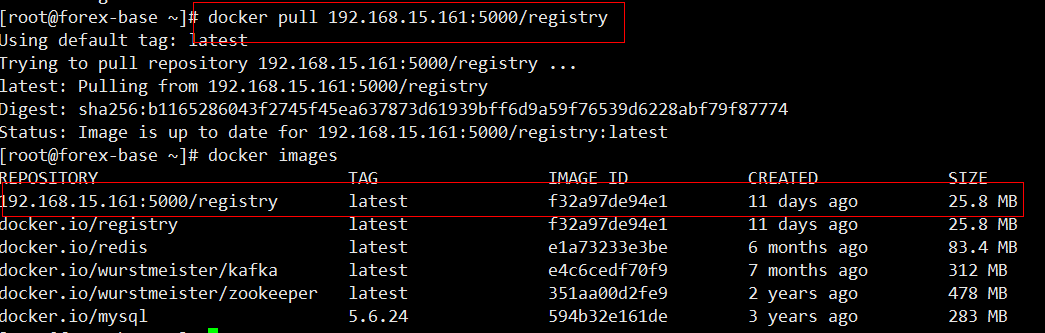 [root@forex-base ~]# docker pull 192.168.15.161:5000/registry
Using default tag: latest
Trying to pull repository 192.168.15.161:5000/registry ...
latest: Pulling from 192.168.15.161:5000/registry
Digest: sha256:b1165286043f2745f45ea637873d61939bff6d9a59f76539d6228abf79f87774
Status: Image is up to date for 192.168.15.161:5000/registry:latest
[root@forex-base ~]# docker images
REPOSITORY TAG IMAGE ID CREATED SIZE
192.168.15.161:5000/registry latest f32a97de94e1 11 days ago 25.8 MB
docker.io/registry latest f32a97de94e1 11 days ago 25.8 MB
docker.io/redis latest e1a73233e3be 6 months ago 83.4 MB
docker.io/wurstmeister/kafka latest e4c6cedf70f9 7 months ago 312 MB
docker.io/wurstmeister/zookeeper latest 351aa00d2fe9 2 years ago 478 MB
docker.io/mysql 5.6.24 594b32e161de 3 years ago 283 MB